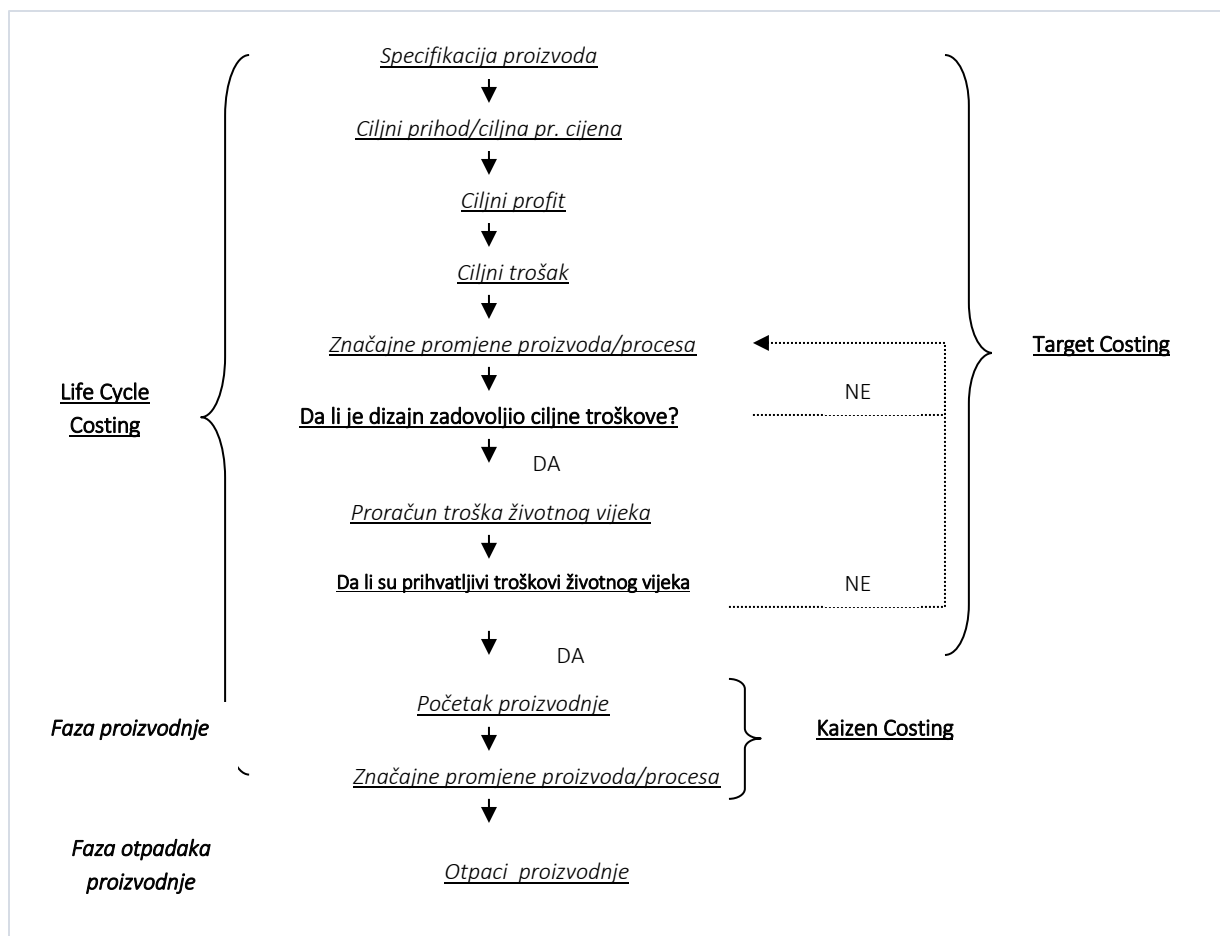 Specifikacija proizvoda
Ciljni prihod/ciljna pr. cijena
Ciljni profit
Ciljni trošak
Značajne promjene proizvoda/procesa
Target Costing
Life Cycle
Costing
NE
Da li je dizajn zadovoljio ciljne troškove?
DA
Proračun troška životnog vijeka
Da li su prihvatljivi troškovi životnog vijeka
NE
DA
Početak proizvodnje
Faza proizvodnje
Kaizen Costing
Značajne promjene proizvoda/procesa
Faza otpadaka
proizvodnje
Otpaci proizvodnje